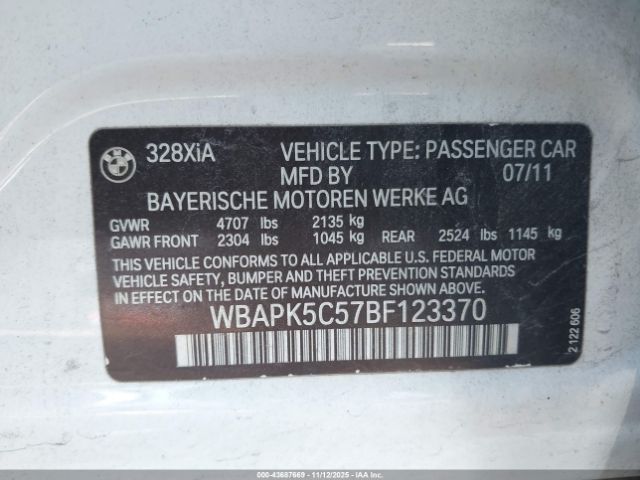 328XiA VEHICLE TYPE: PASSENGER CAR
MFD BY 07/11
BAYERISCHE MOTOREN WERKE AG
GVWR 4707 lbs 2135 kg
GAWR FRONT 2304 lbs 1045 kg REAR 2524 lbs 1145 kg
THIS VEHICLE CONFORMS TO ALL APPLICABLE U.S. FEDERAL MOTOR
VEHICLE SAFETY, BUMPER AND THEFT PREVENTION STANDARDS
IN EFFECT ON THE DATE OF MANUFACTURE SHOWN ABOVE.
WBAPK5C57BF123370
2 122 606
000-43687669 - 11/12/2025 - AUCTIONS